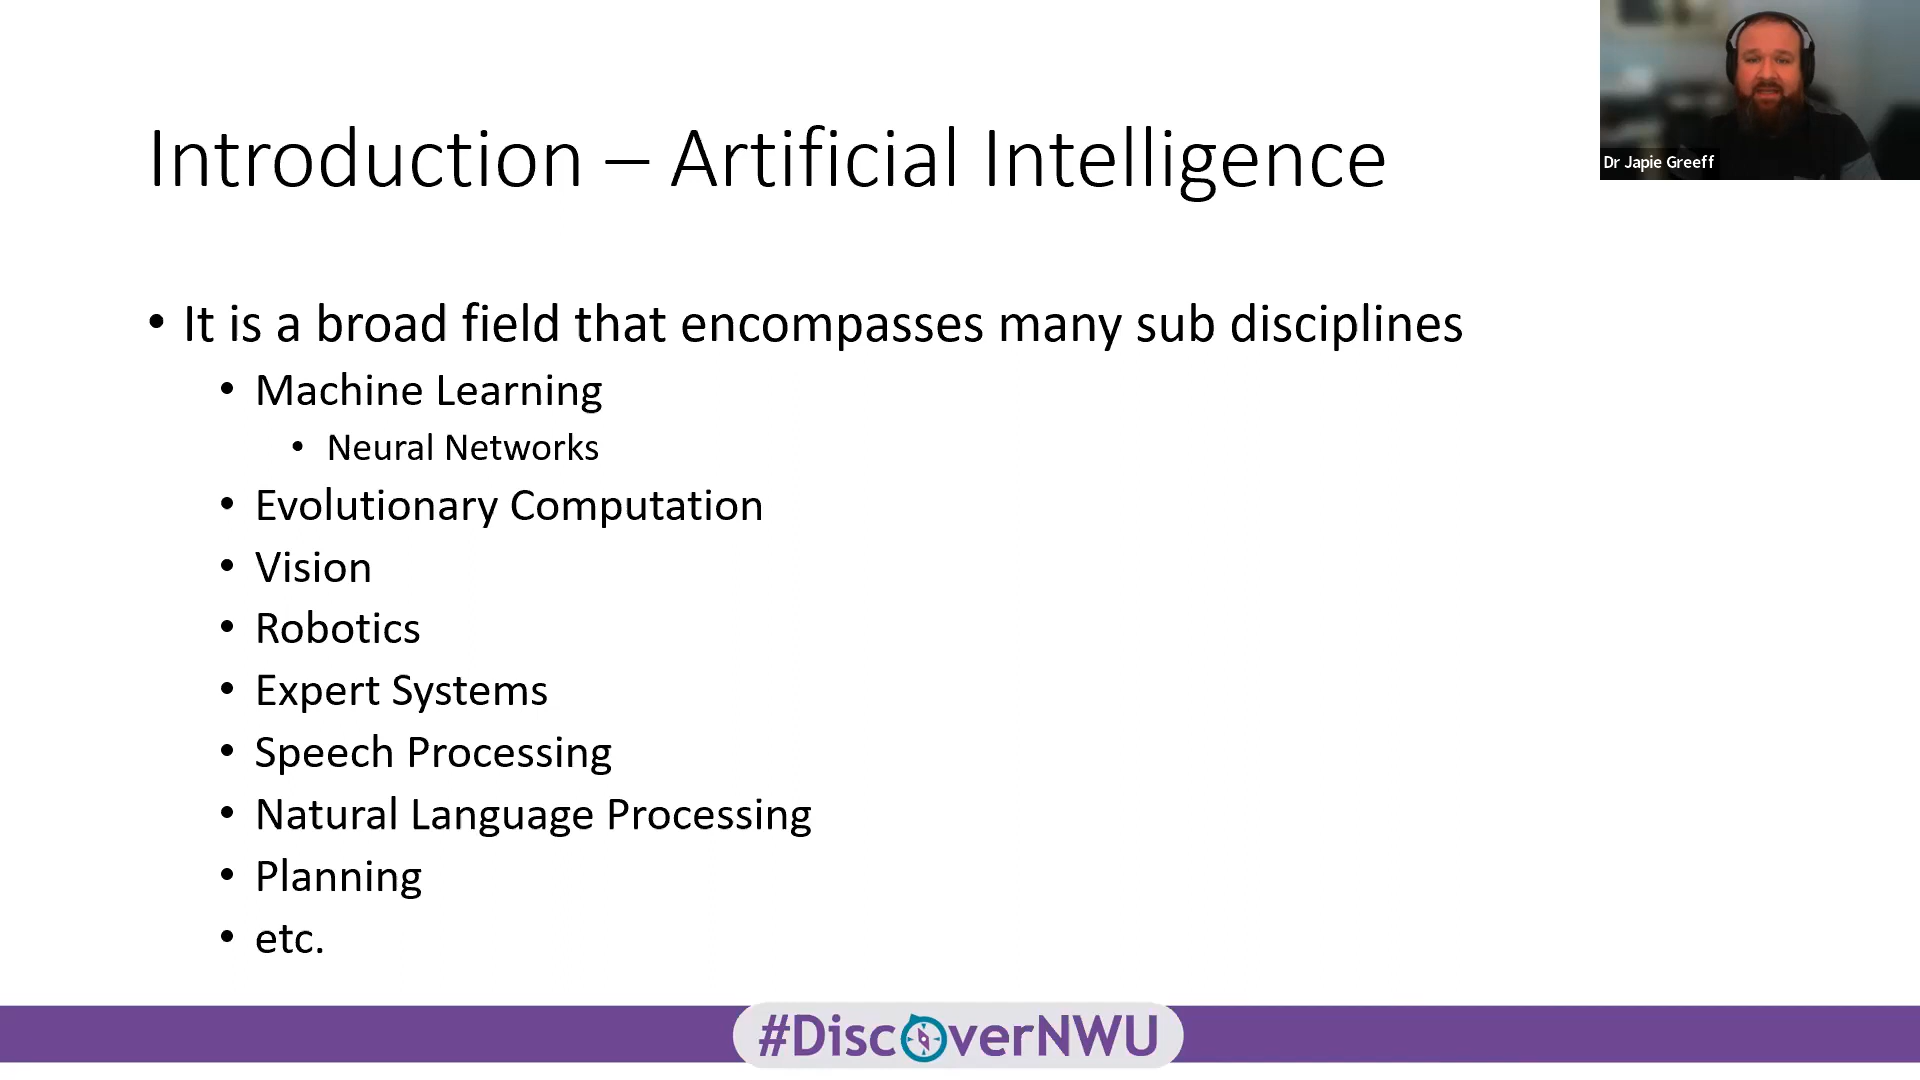 Dr Japie Greeff
Introduction – Artificial Intelligence
• It is a broad field that encompasses many sub disciplines
• Machine Learning
• Neural Networks
• Evolutionary Computation
• Vision
• Robotics
• Expert Systems
• Speech Processing
• Natural Language Processing
• Planning
• etc.
#DiscoverNWU